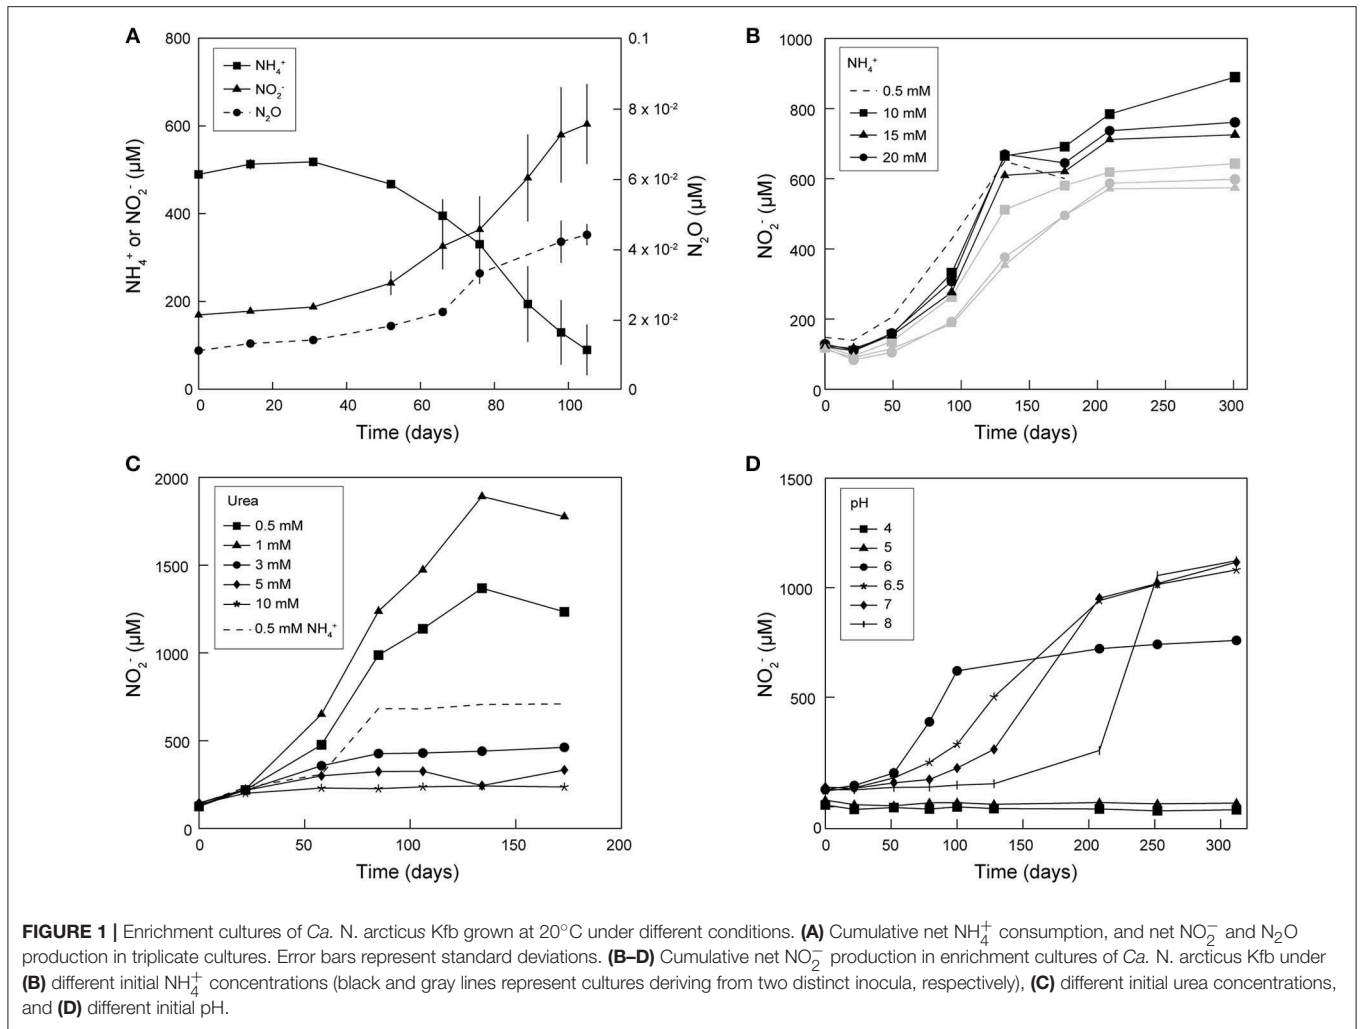 A
800
600
400
200
0
NH₄⁺ or NO₂⁻ (µM)
NH₄⁺
NO₂⁻
N₂O
0.1
8 x 10⁻²
6 x 10⁻²
4 x 10⁻²
2 x 10⁻²
0
N₂O (µM)
0 20 40 60 80 100
Time (days)
B
1000
800
600
400
200
0
NO₂⁻ (µM)
NH₄⁺
0.5 mM
10 mM
15 mM
20 mM
0 50 100 150 200 250 300
Time (days)
C
2000
1500
1000
500
0
NO₂⁻ (µM)
Urea
0.5 mM
1 mM
3 mM
5 mM
10 mM
0.5 mM NH₄⁺
0 50 100 150 200
Time (days)
D
1500
1000
500
0
NO₂⁻ (µM)
pH
4
5
6
6.5
7
8
0 50 100 150 200 250 300
Time (days)
FIGURE 1 | Enrichment cultures of Ca. N. arcticus Kfb grown at 20°C under different conditions. (A) Cumulative net NH₄⁺ consumption, and net NO₂⁻ and N₂O
production in triplicate cultures. Error bars represent standard deviations. (B–D) Cumulative net NO₂⁻ production in enrichment cultures of Ca. N. arcticus Kfb under
(B) different initial NH₄⁺ concentrations (black and gray lines represent cultures deriving from two distinct inocula, respectively), (C) different initial urea concentrations,
and (D) different initial pH.